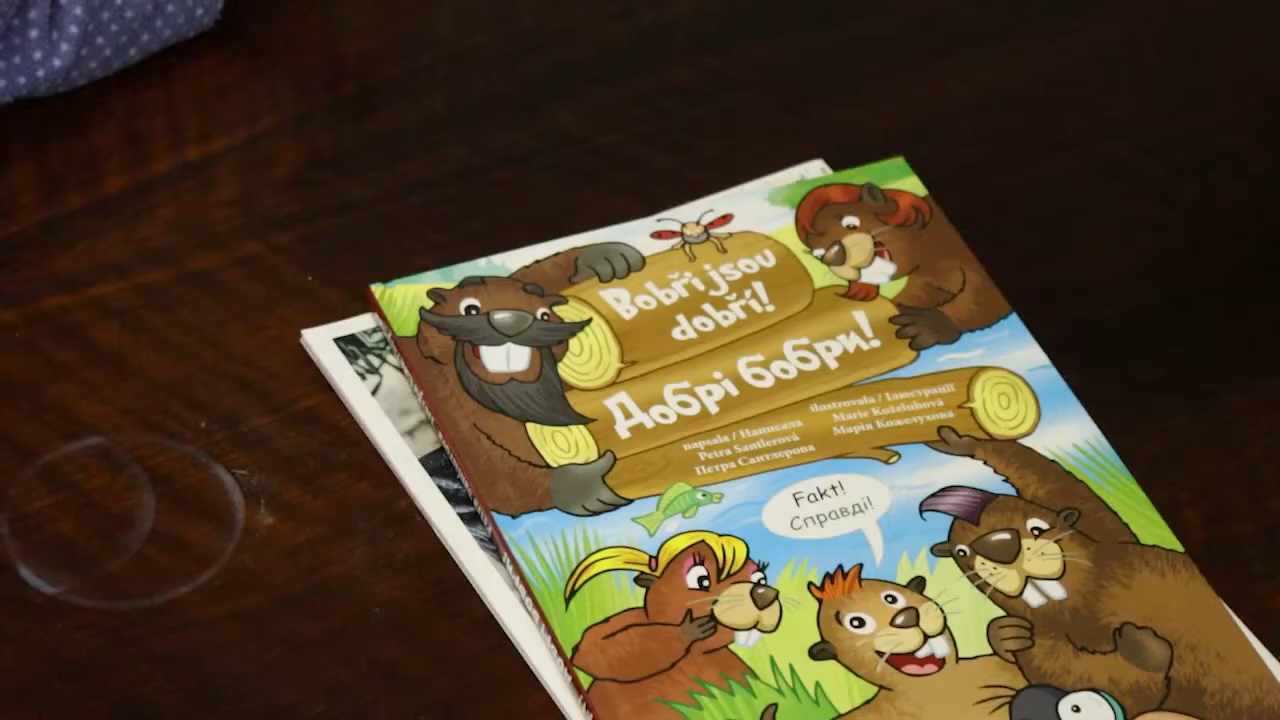 Bobři jsou
dobří!
Добрі бобри!
napsala / Написала
Petra Santlerová
Петра Сантлерова
ilustrovala / Ілюстрації
Marie Koželuhová
Марія Кожелухова
Fakt!
Справді!